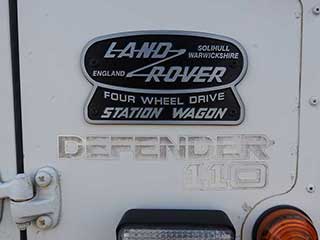 LAND
SOLIHULL
WARWICKSHIRE
ENGLAND
ROVER
FOUR WHEEL DRIVE
STATION WAGON
DEFENDER
110